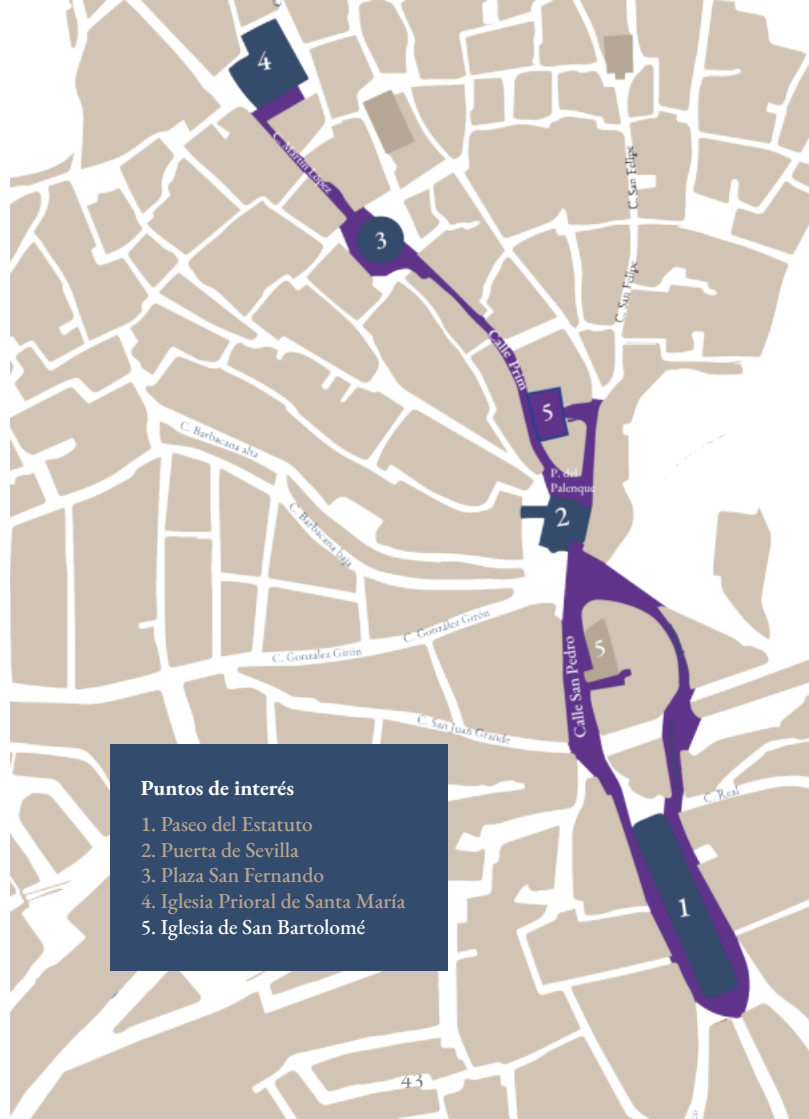 4
C. Martín López
C. San Felipe
3
C. San Felipe
Calle Prim
5
C. Barbacana alta
P. del
Palenque
2
C. Barbacana baja
C. González Girón
5
C. González Girón
Calle San Pedro
C. San Juan Grande
C. Real
Puntos de interés
1. Paseo del Estatuto
2. Puerta de Sevilla
3. Plaza San Fernando
4. Iglesia Prioral de Santa María
5. Iglesia de San Bartolomé
1
43